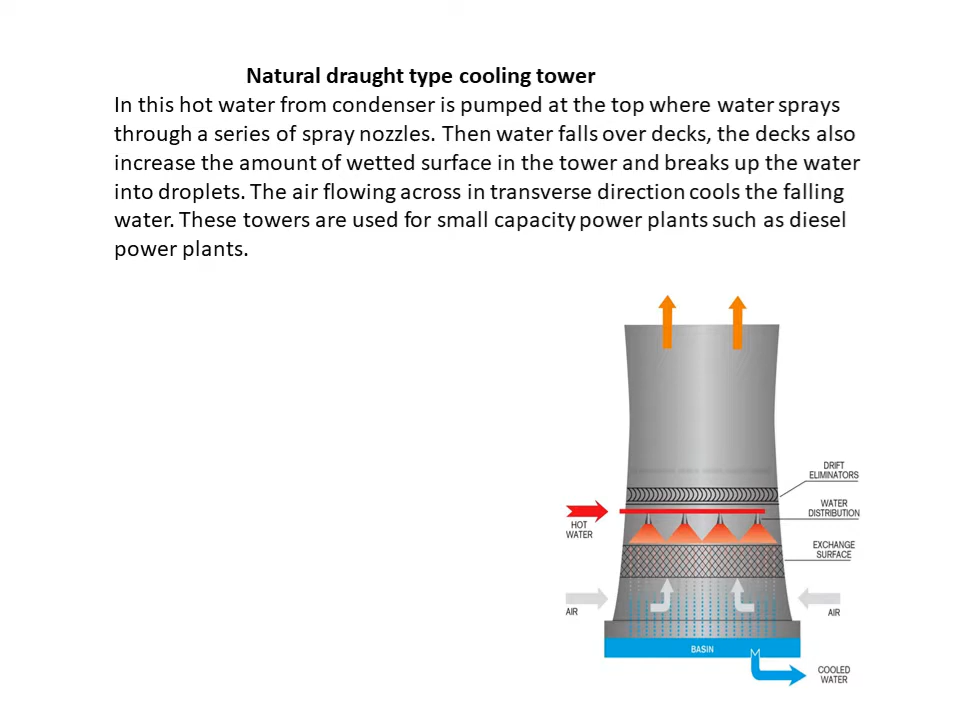 Natural draught type cooling tower
In this hot water from condenser is pumped at the top where water sprays
through a series of spray nozzles. Then water falls over decks, the decks also
increase the amount of wetted surface in the tower and breaks up the water
into droplets. The air flowing across in transverse direction cools the falling
water. These towers are used for small capacity power plants such as diesel
power plants.
DRIFT
ELIMINATORS
WATER
DISTRIBUTION
HOT
WATER
EXCHANGE
SURFACE
AIR
AIR
BASIN
COOLED
WATER